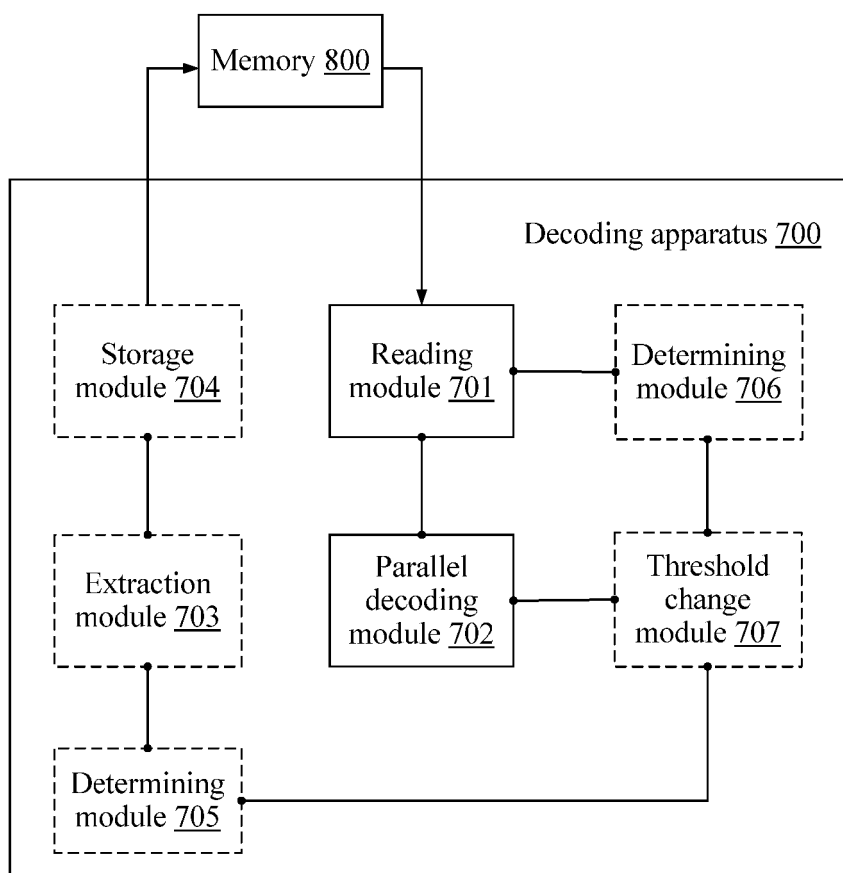 Memory 800
Decoding apparatus 700
Storage
module 704
Reading
module 701
Determining
module 706
Extraction
module 703
Parallel
decoding
module 702
Threshold
change
module 707
Determining
module 705